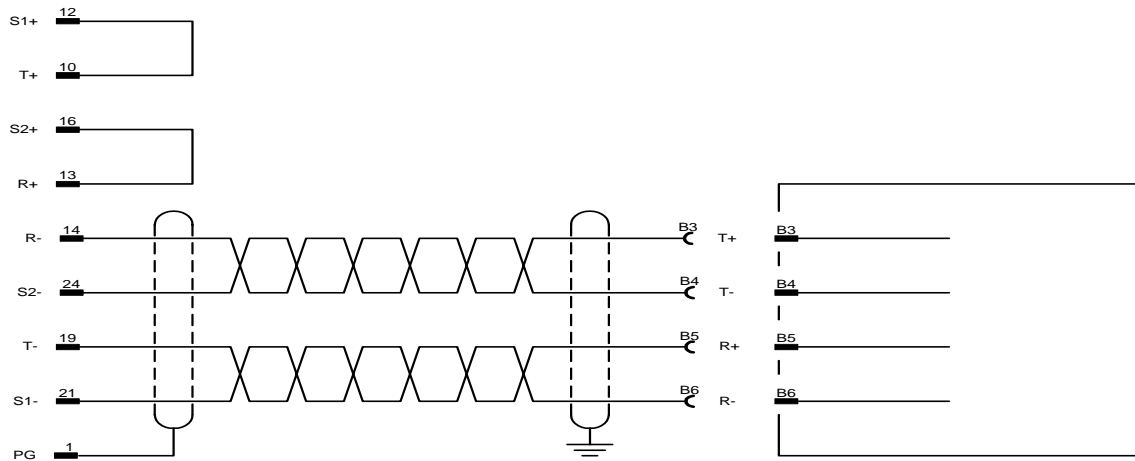 S1+ 12
T+ 10
S2+ 16
R+ 13
R- 14 B3 T+ B3
S2- 24 B4 T- B4
T- 19 B5 R+ B5
S1- 21 B6 R- B6
PG 1